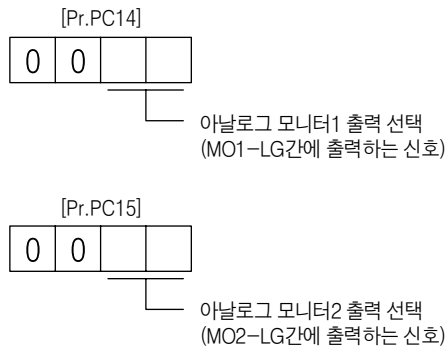 [Pr.PC14]
0 0
아날로그 모니터1 출력 선택
(MO1-LG간에 출력하는 신호)
[Pr.PC15]
0 0
아날로그 모니터2 출력 선택
(MO2-LG간에 출력하는 신호)